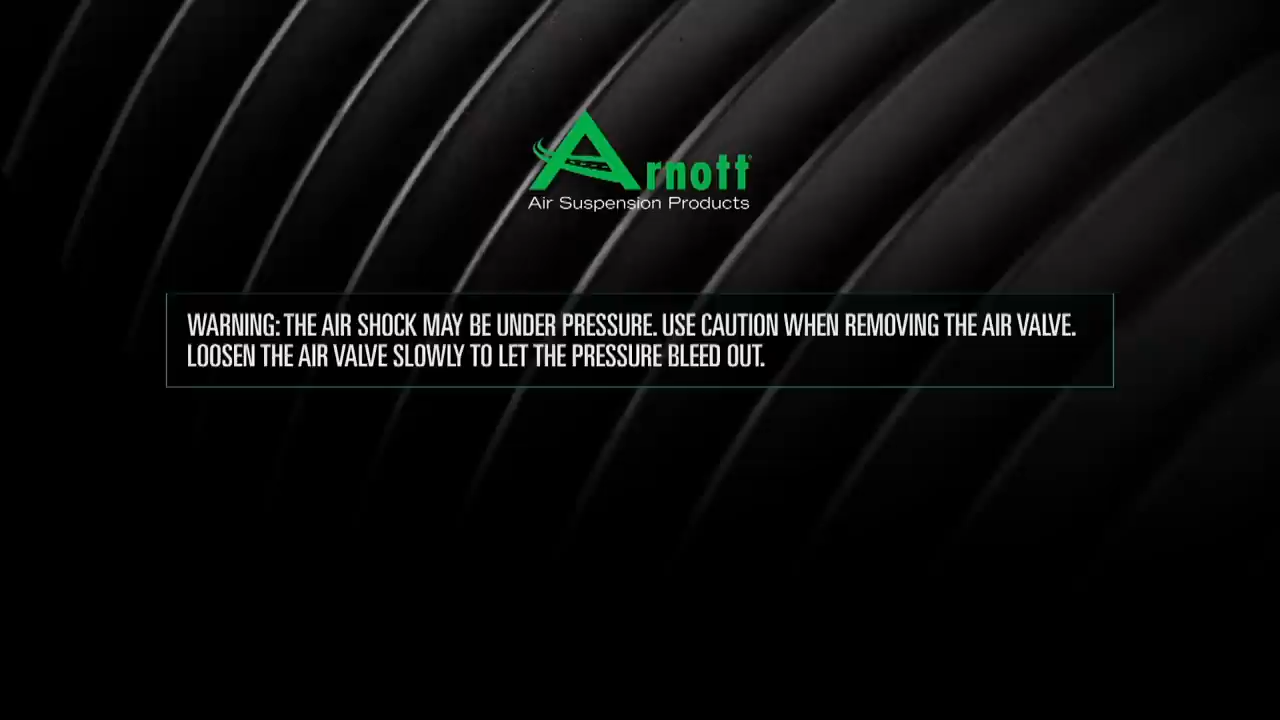 Arnott
Air Suspension Products
WARNING: THE AIR SHOCK MAY BE UNDER PRESSURE. USE CAUTION WHEN REMOVING THE AIR VALVE.
LOOSEN THE AIR VALVE SLOWLY TO LET THE PRESSURE BLEED OUT.